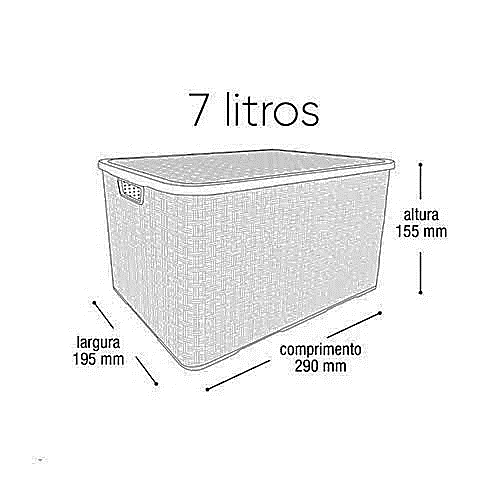 7 litros
altura
155 mm
largura
195 mm
comprimento
290 mm